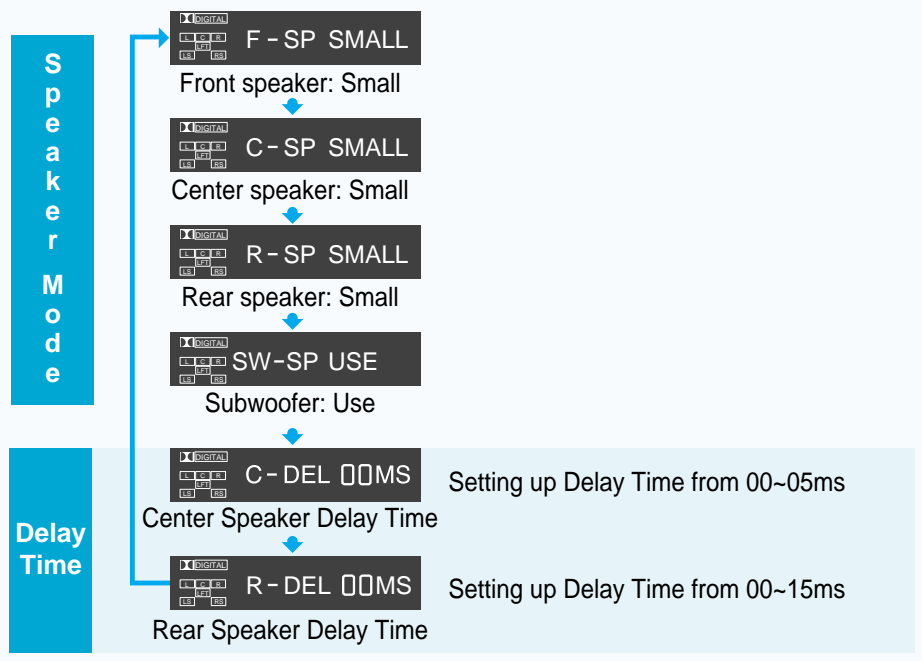 Speaker Mode
DIGITAL
L C R
LFT
LS RS
F-SP SMALL
Front speaker: Small
DIGITAL
L C R
LFT
LS RS
C-SP SMALL
Center speaker: Small
DIGITAL
L C R
LFT
LS RS
R-SP SMALL
Rear speaker: Small
DIGITAL
L C R
LFT
LS RS
SW-SP USE
Subwoofer: Use
Delay
Time
DIGITAL
L C R
LFT
LS RS
C-DEL 00MS
Setting up Delay Time from 00~05ms
Center Speaker Delay Time
DIGITAL
L C R
LFT
LS RS
R-DEL 00MS
Setting up Delay Time from 00~15ms
Rear Speaker Delay Time